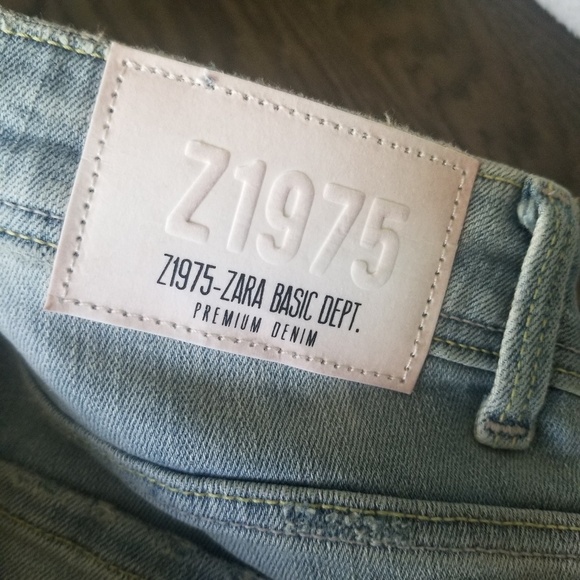 Z1975
Z1975-ZARA BASIC DEPT.
PREMIUM DENIM